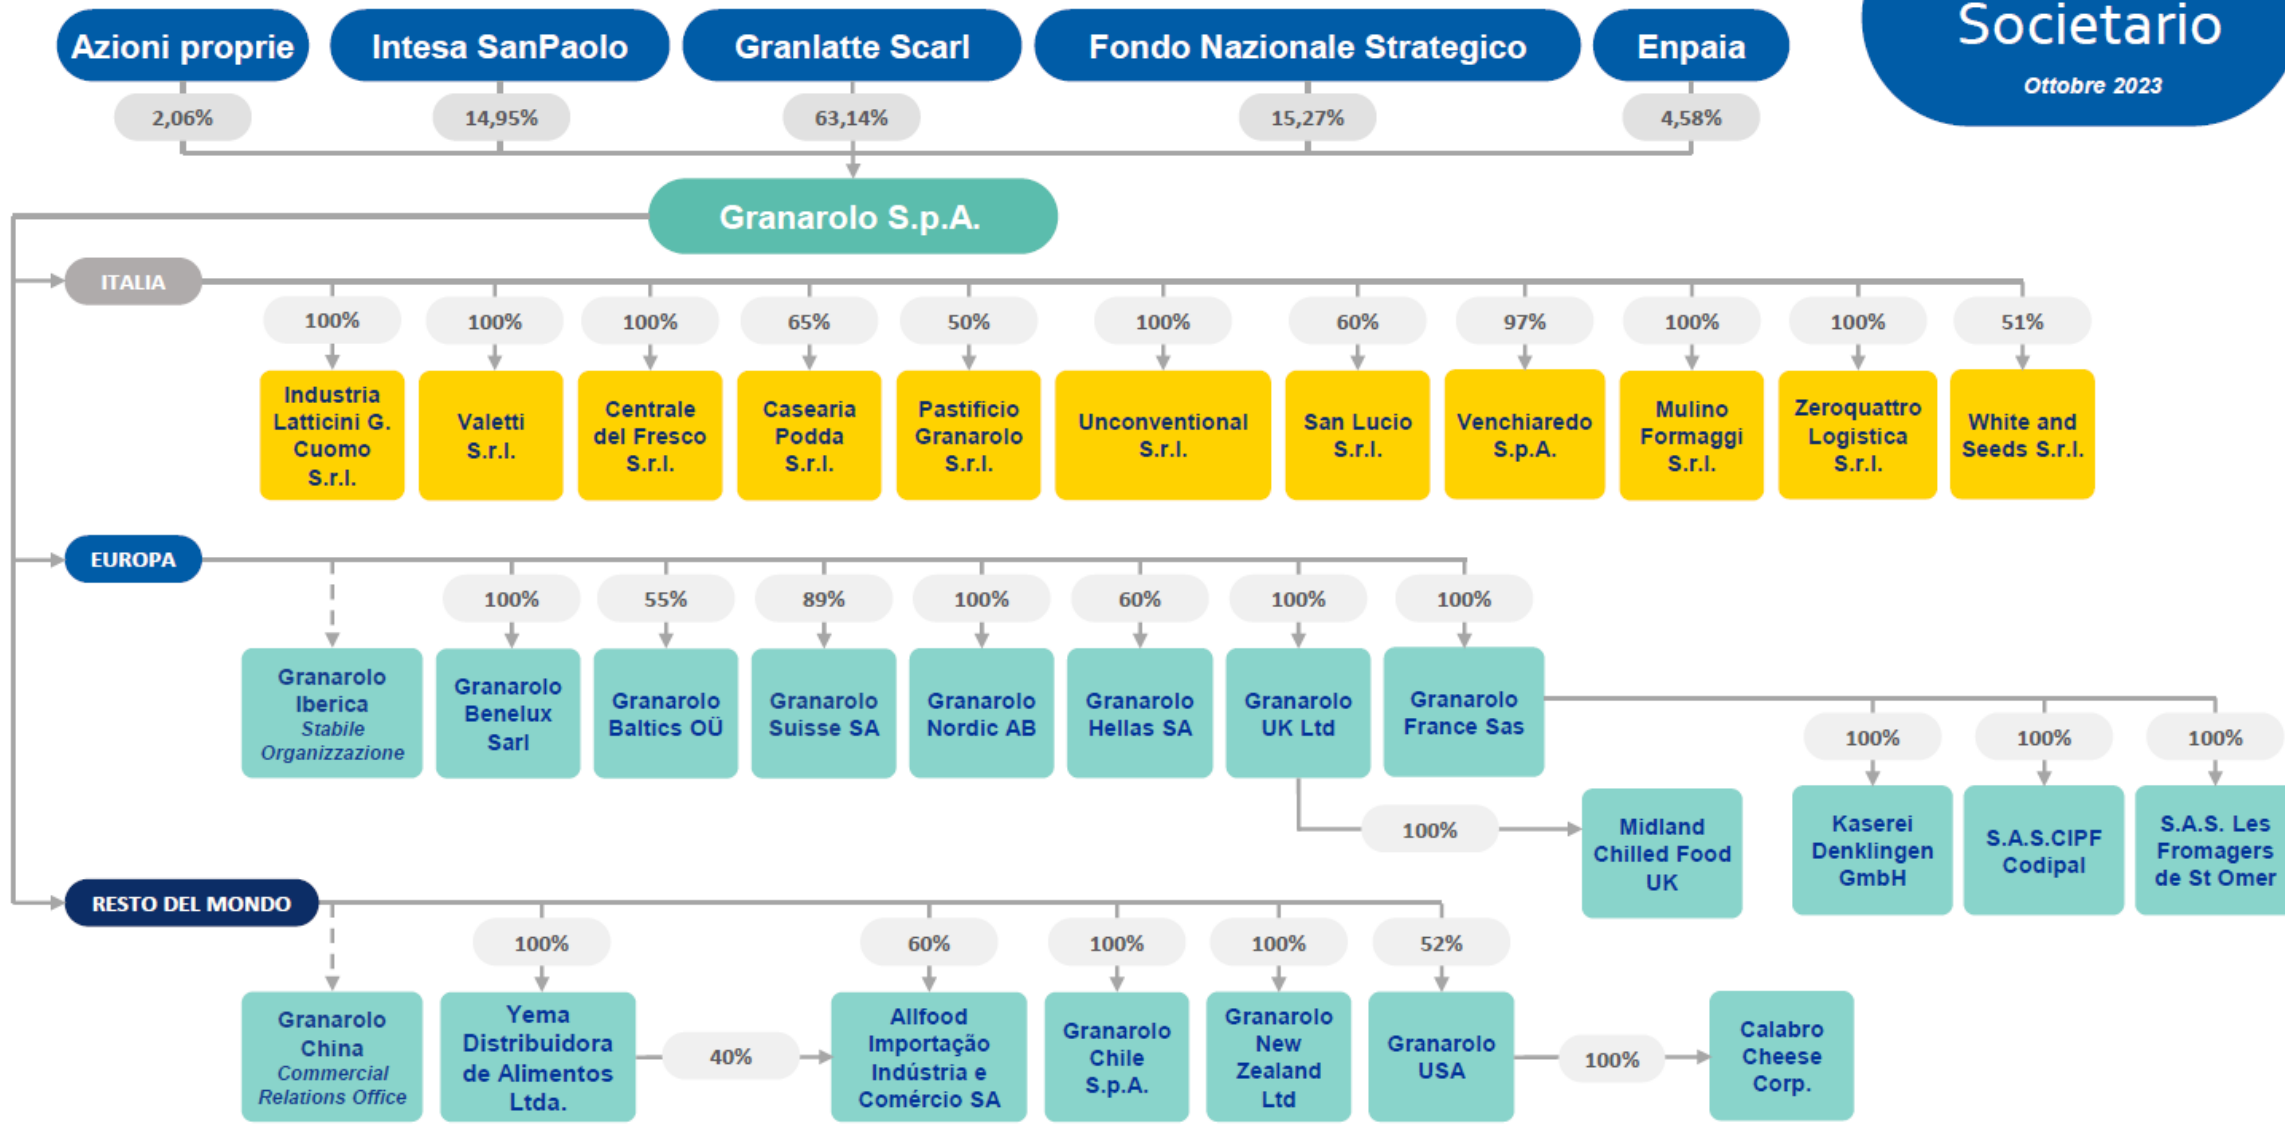 Azioni proprie
Intesa SanPaolo
Granlatte Scarl
Fondo Nazionale Strategico
Enpaia
Societario
Ottobre 2023
2,06%
14,95%
63,14%
15,27%
4,58%
Granarolo S.p.A.
ITALIA
100%
100%
100%
65%
50%
100%
60%
97%
100%
100%
51%
Industria
Latticini G.
Cuomo
S.r.l.
Valetti
S.r.l.
Centrale
del Fresco
S.r.l.
Casearia
Podda
S.r.l.
Pastificio
Granarolo
S.r.l.
Unconventional
S.r.l.
San Lucio
S.r.l.
Venchiaredo
S.p.A.
Mulino
Formaggi
S.r.l.
Zeroquattro
Logistica
S.r.l.
White and
Seeds S.r.l.
EUROPA
100%
55%
89%
100%
60%
100%
100%
Granarolo
Iberica
Stabile
Organizzazione
Granarolo
Benelux
Sarl
Granarolo
Baltics OÜ
Granarolo
Suisse SA
Granarolo
Nordic AB
Granarolo
Hellas SA
Granarolo
UK Ltd
Granarolo
France Sas
100%
100%
100%
100%
Midland
Chilled Food
UK
Kaserei
Denklingen
GmbH
S.A.S.CIPF
Codipal
S.A.S. Les
Fromagers
de St Omer
RESTO DEL MONDO
100%
60%
100%
100%
52%
Granarolo
China
Commercial
Relations Office
Yema
Distribuidora
de Alimentos
Ltda.
40%
Allfood
Importação
Indústria e
Comércio SA
Granarolo
Chile
S.p.A.
Granarolo
New
Zealand
Ltd
Granarolo
USA
100%
Calabro
Cheese
Corp.